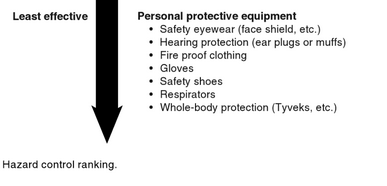 Least effective
Personal protective equipment
• Safety eyewear (face shield, etc.)
• Hearing protection (ear plugs or muffs)
• Fire proof clothing
• Gloves
• Safety shoes
• Respirators
• Whole-body protection (Tyveks, etc.)
Hazard control ranking.